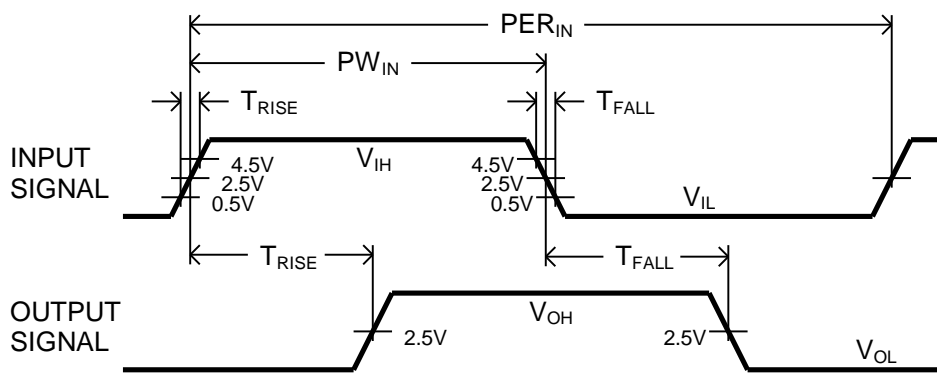 PER_IN
PW_IN
T_RISE T_FALL
INPUT SIGNAL
4.5V V_IH 4.5V
2.5V 2.5V
0.5V 0.5V V_IL
T_RISE T_FALL
OUTPUT SIGNAL
V_OH
2.5V 2.5V
V_OL